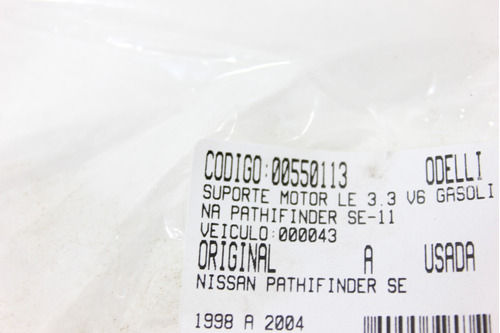 CODIGO:00550113 ODELLI
SUPORTE MOTOR LE 3.3 V6 GASOLI
NA PATHIFINDER SE-11
VEICULO:000043
ORIGINAL A USADA
NISSAN PATHIFINDER SE
1998 A 2004